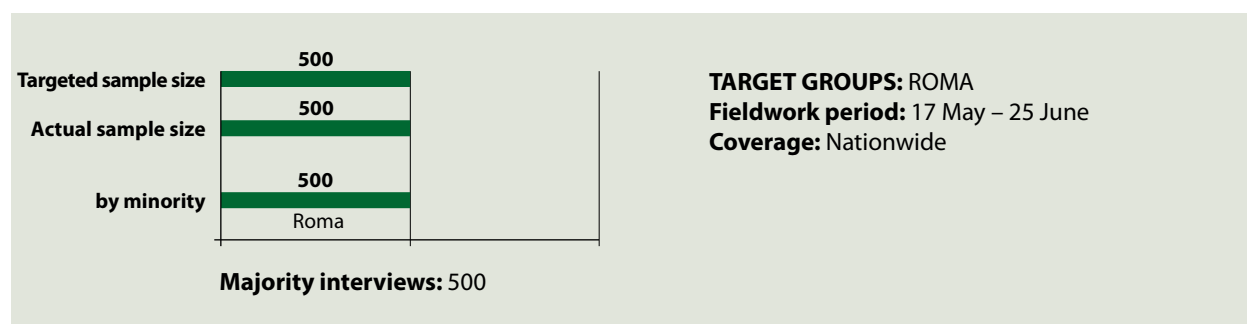 500
Targeted sample size
500
Actual sample size
500
by minority
Roma
Majority interviews: 500
TARGET GROUPS: ROMA
Fieldwork period: 17 May – 25 June
Coverage: Nationwide